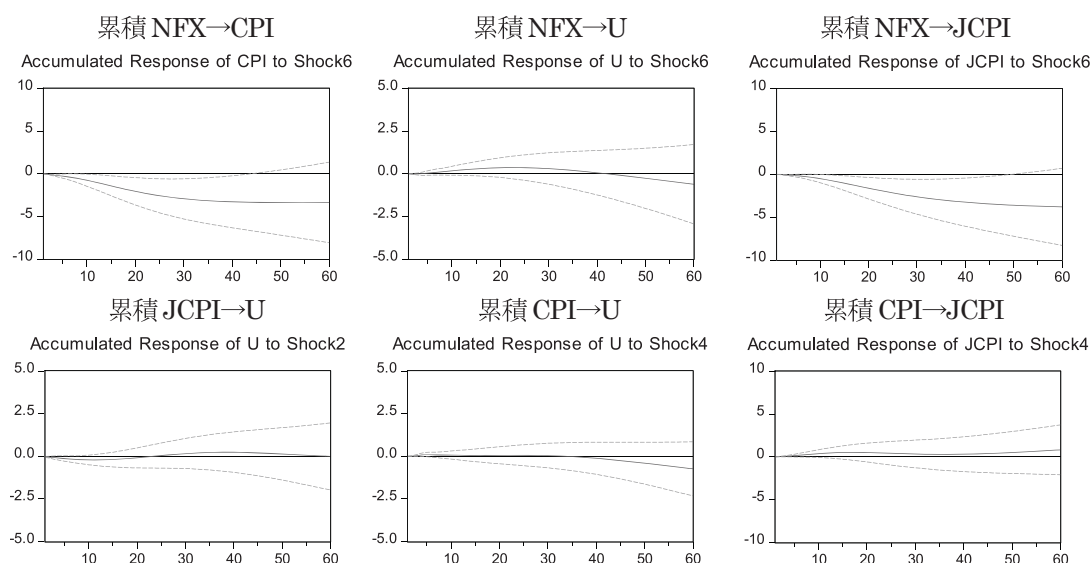 累積 NFX→CPI
Accumulated Response of CPI to Shock6
10
5
0
-5
-10
10 20 30 40 50 60
累積 NFX→U
Accumulated Response of U to Shock6
5.0
2.5
0.0
-2.5
-5.0
10 20 30 40 50 60
累積 NFX→JCPI
Accumulated Response of JCPI to Shock6
10
5
0
-5
-10
10 20 30 40 50 60
累積 JCPI→U
Accumulated Response of U to Shock2
5.0
2.5
0.0
-2.5
-5.0
10 20 30 40 50 60
累積 CPI→U
Accumulated Response of U to Shock4
5.0
2.5
0.0
-2.5
-5.0
10 20 30 40 50 60
累積 CPI→JCPI
Accumulated Response of JCPI to Shock4
10
5
0
-5
-10
10 20 30 40 50 60